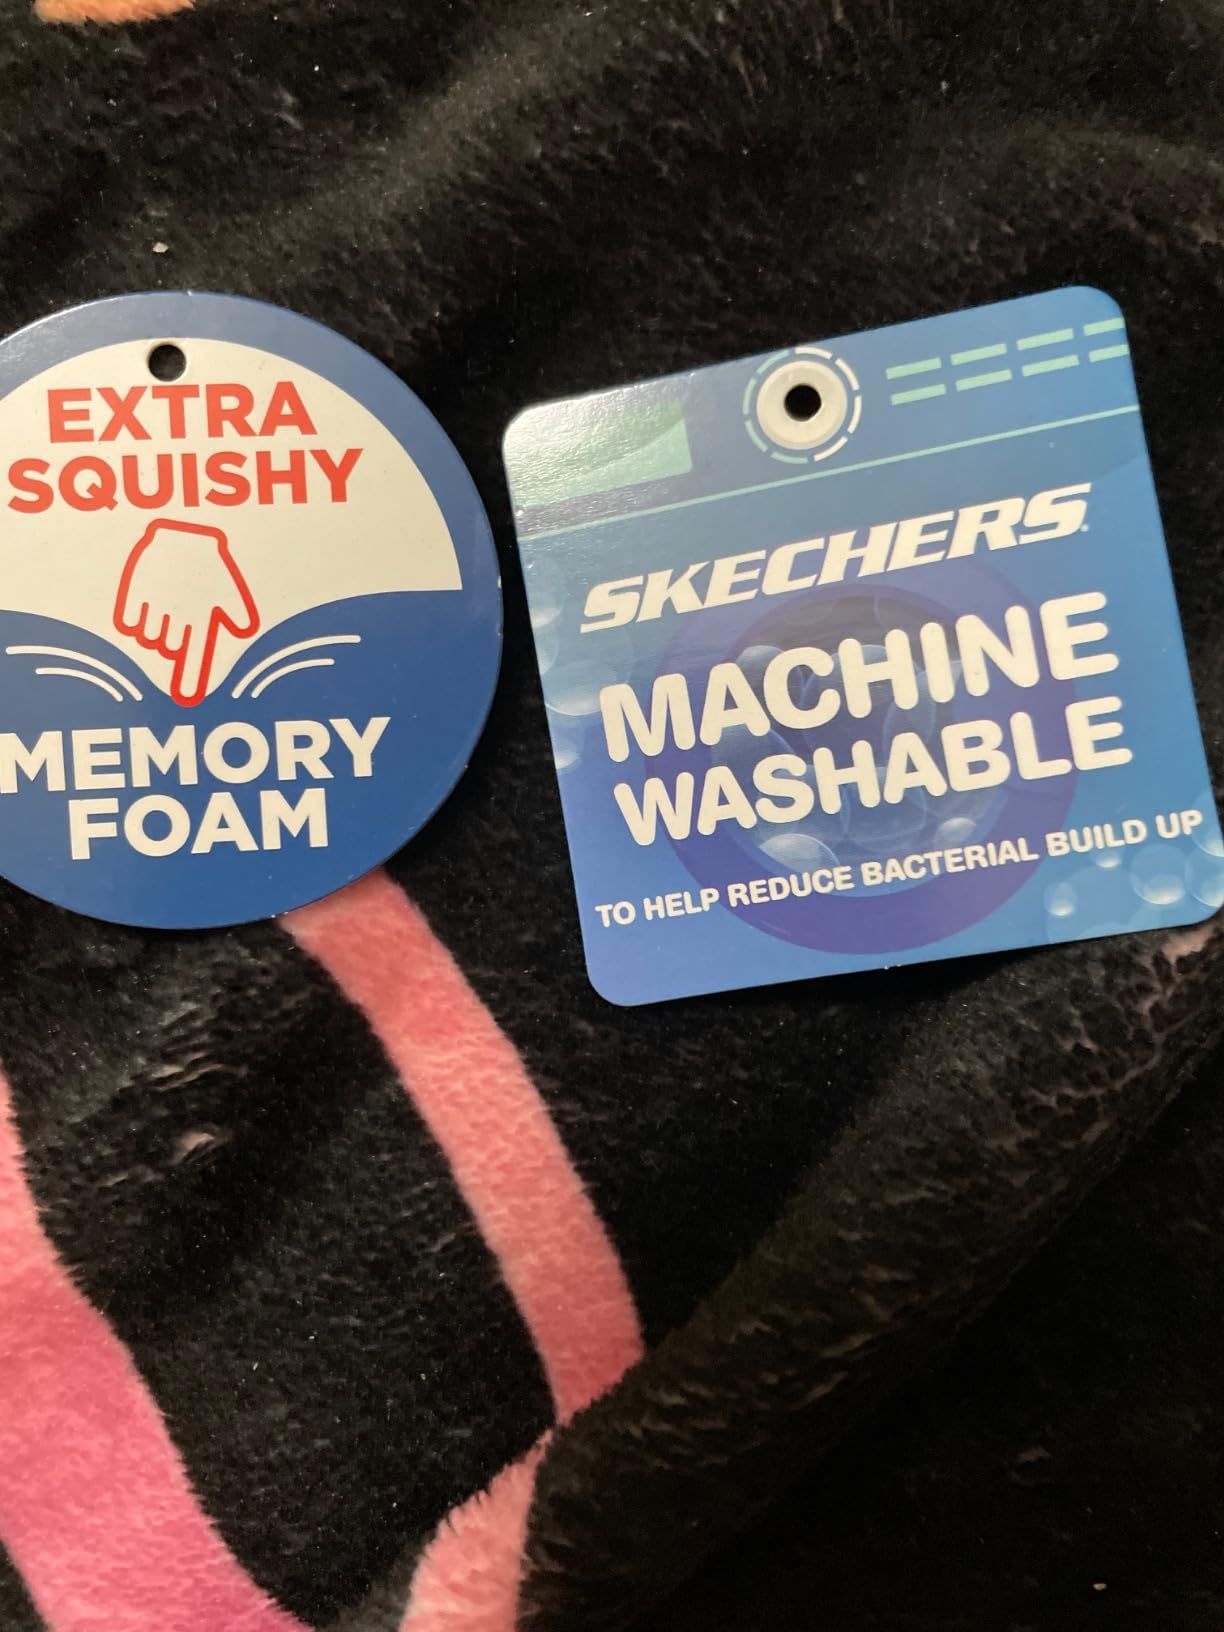 EXTRA
SQUISHY
MEMORY
FOAM
SKECHERS
MACHINE
WASHABLE
TO HELP REDUCE BACTERIAL BUILD UP